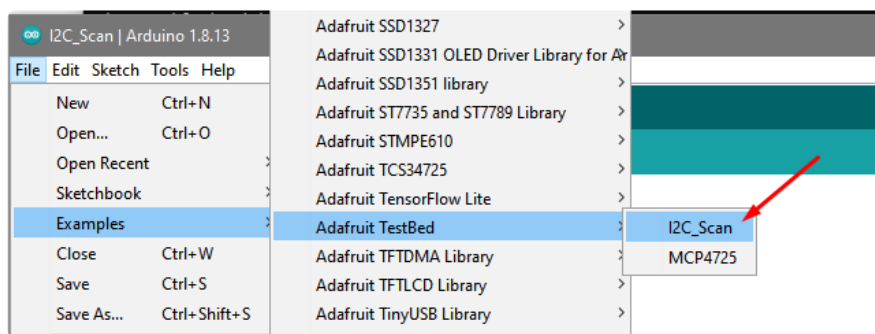 I2C_Scan | Arduino 1.8.13
File Edit Sketch Tools Help
New Ctrl+N
Open... Ctrl+O
Open Recent
Sketchbook
Examples
Close Ctrl+W
Save Ctrl+S
Save As... Ctrl+Shift+S
Adafruit SSD1327
Adafruit SSD1331 OLED Driver Library for Ar
Adafruit SSD1351 library
Adafruit ST7735 and ST7789 Library
Adafruit STMPE610
Adafruit TCS34725
Adafruit TensorFlow Lite
Adafruit TestBed
Adafruit TFTDMA Library
Adafruit TFTLCD Library
Adafruit TinyUSB Library
I2C_Scan
MCP4725